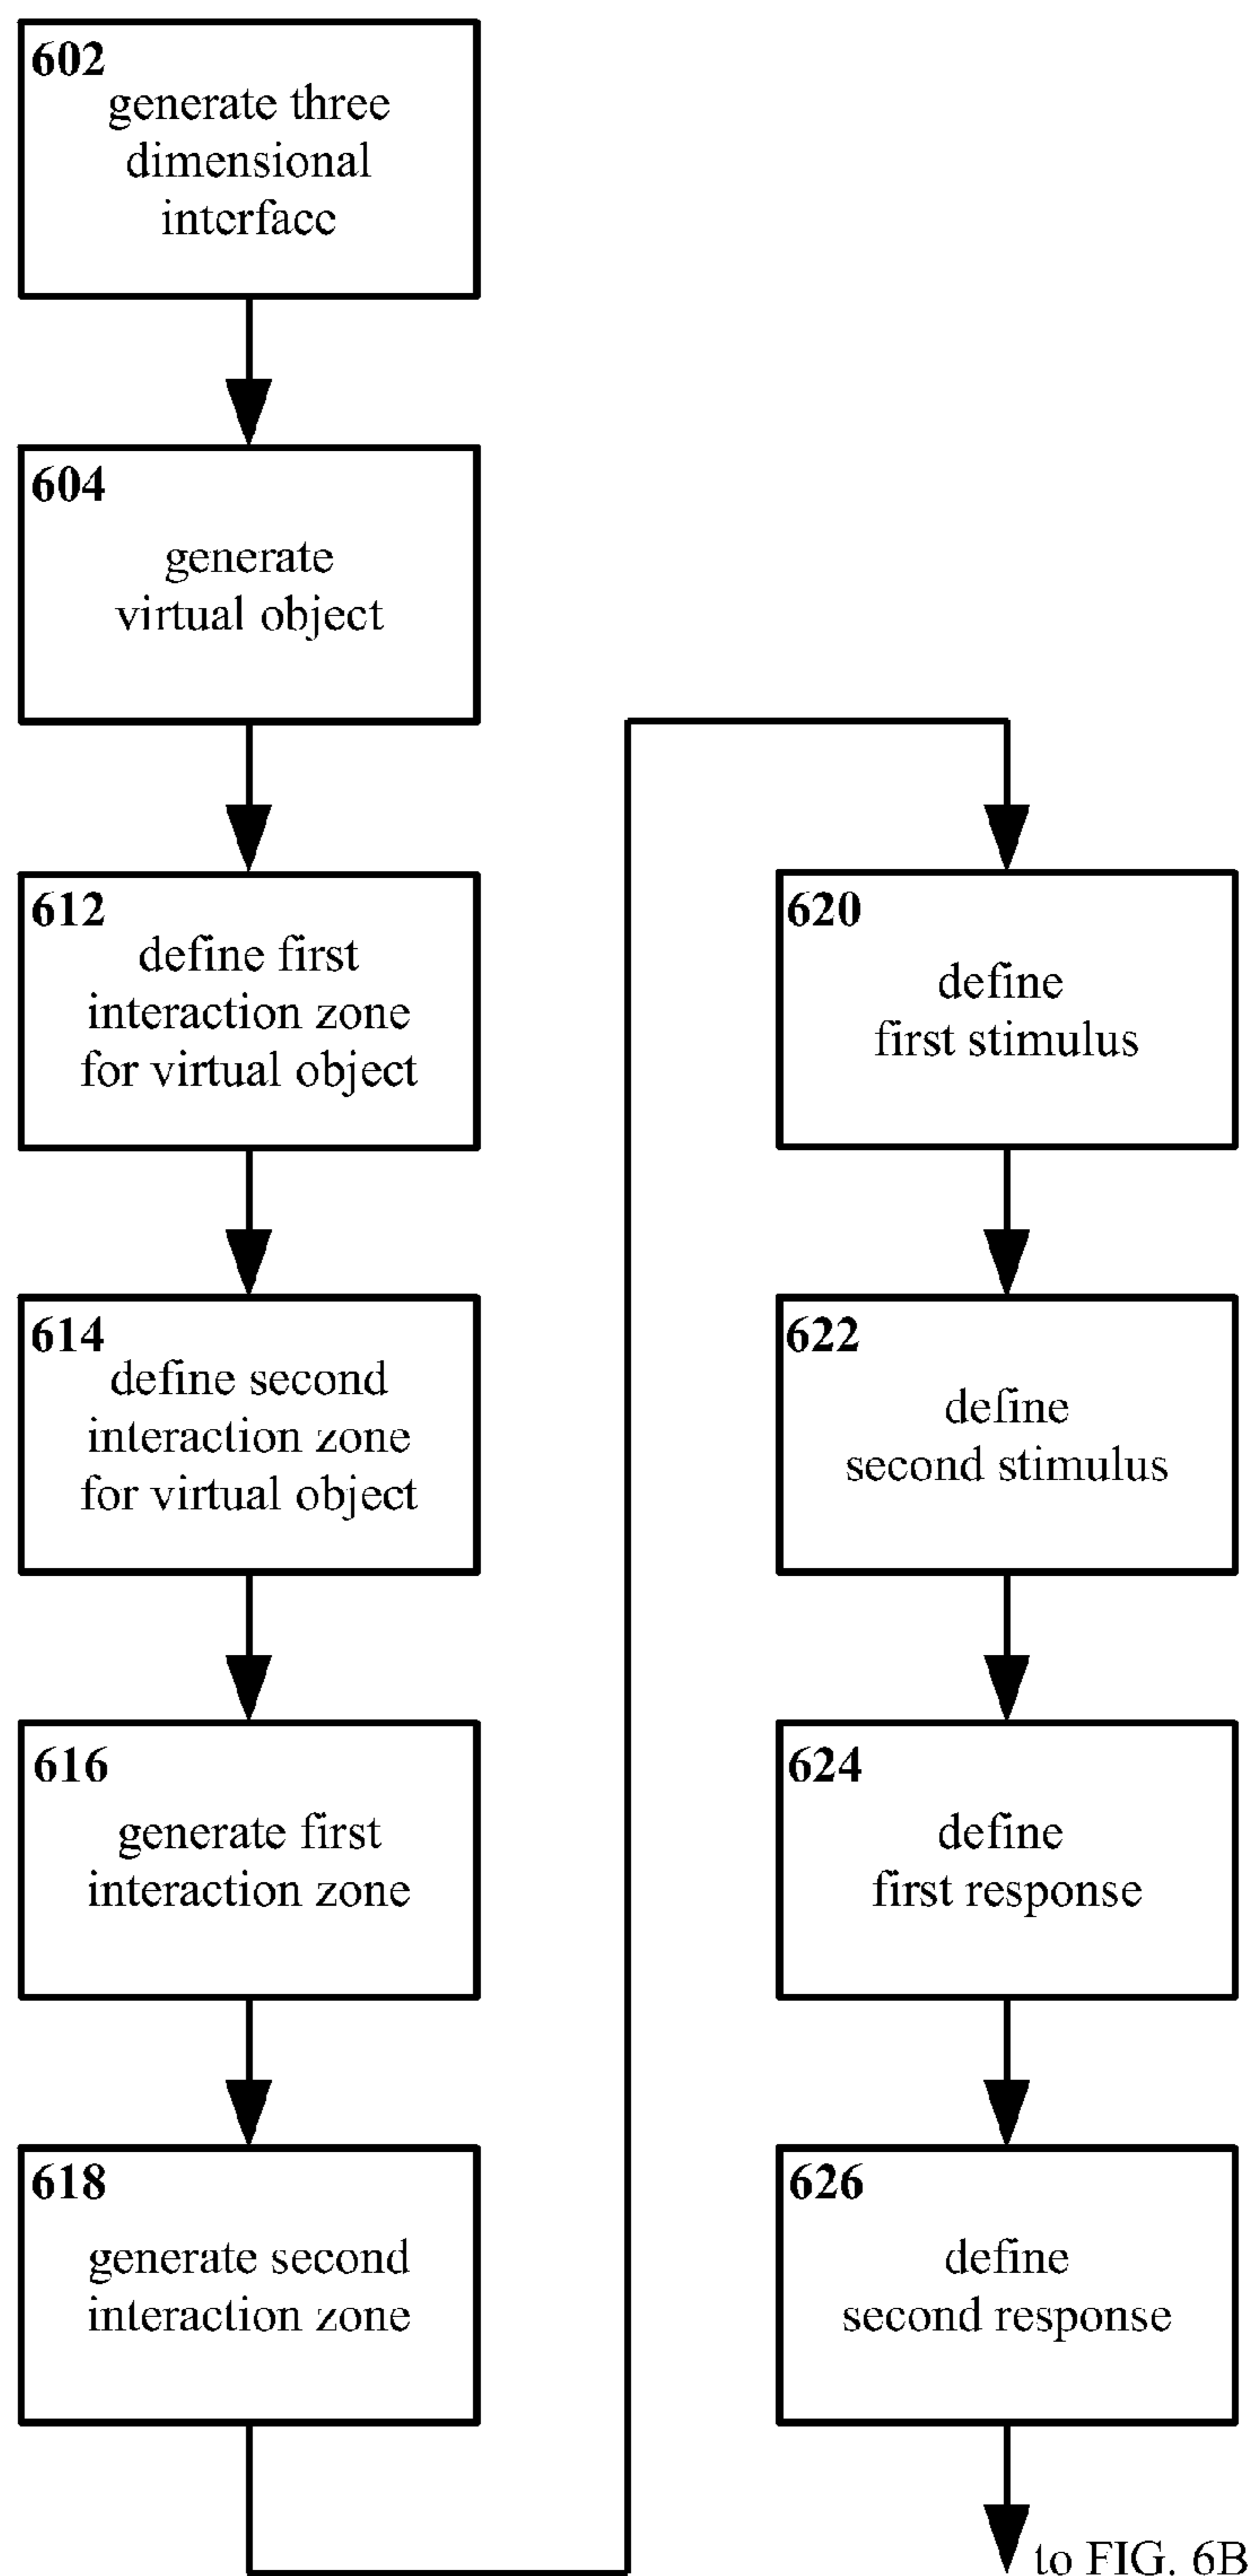 602
generate three
dimensional
interface
604
generate
virtual object
612
define first
interaction zone
for virtual object
614
define second
interaction zone
for virtual object
616
generate first
interaction zone
618
generate second
interaction zone
620
define
first stimulus
622
define
second stimulus
624
define
first response
626
define
second response
to FIG. 6B